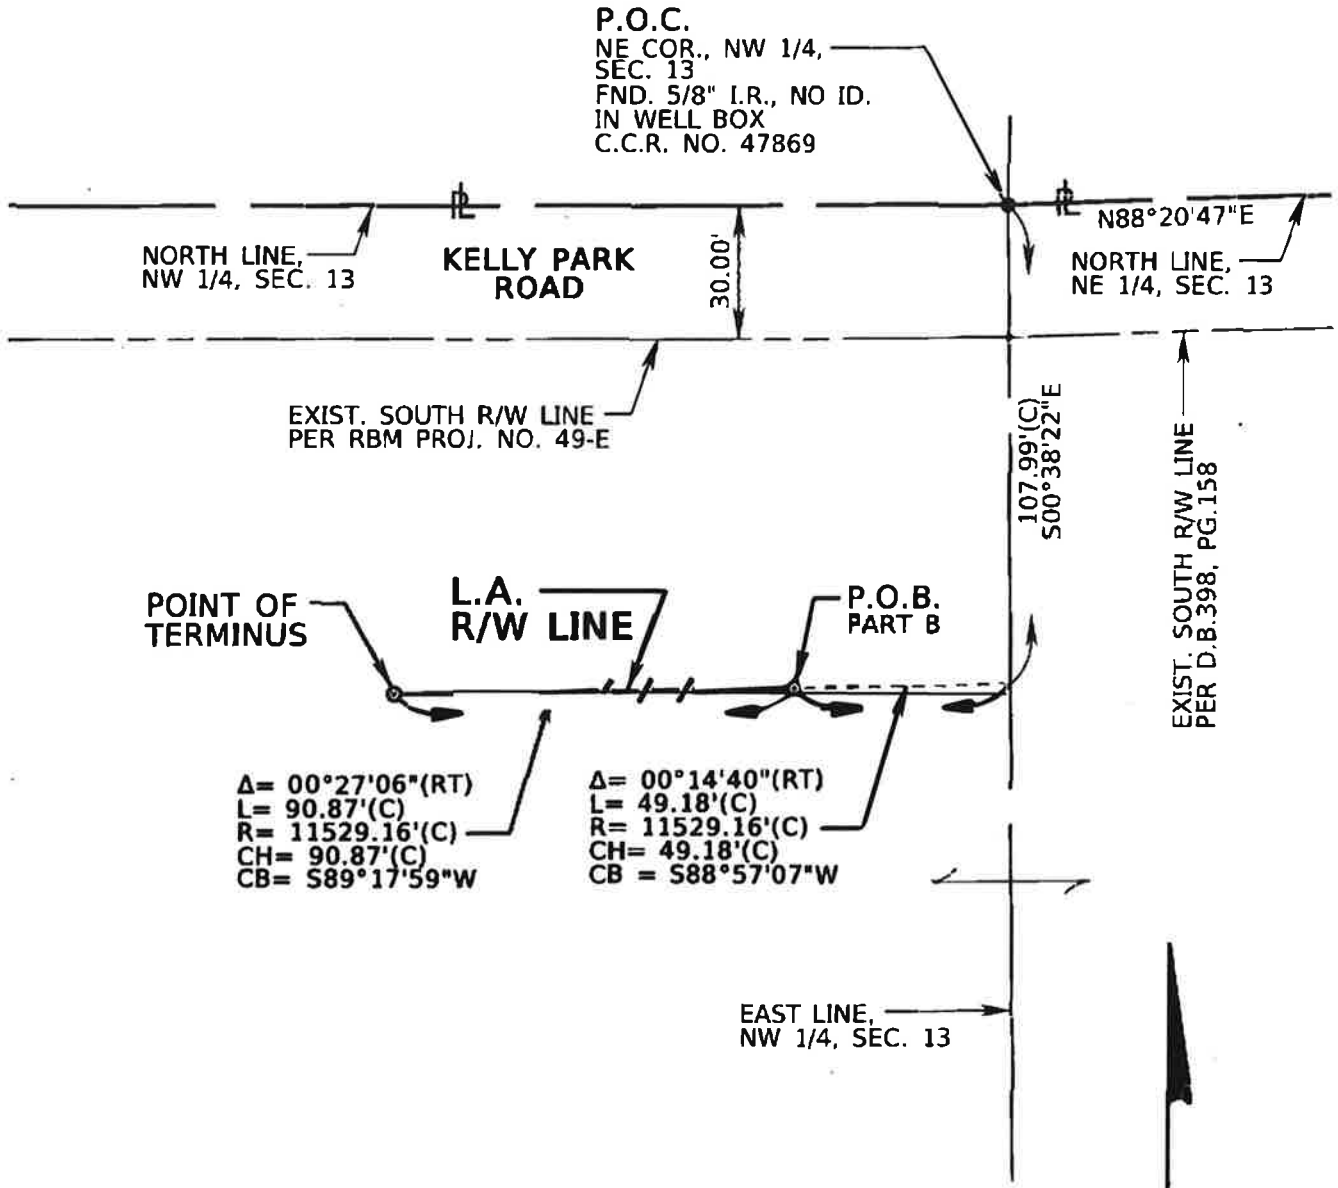 P.O.C.
NE COR., NW 1/4,
SEC. 13
FND. 5/8" I.R., NO ID.
IN WELL BOX
C.C.R. NO. 47869
PL
PL
N88°20'47"E
NORTH LINE,
NW 1/4, SEC. 13
KELLY PARK
ROAD
30.00'
NORTH LINE,
NE 1/4, SEC. 13
EXIST. SOUTH R/W LINE
PER RBM PROJ. NO. 49-E
107.99'(C)
S00°38'22"E
EXIST. SOUTH R/W LINE
PER D.B.398, PG.158
POINT OF
TERMINUS
L.A.
R/W LINE
P.O.B.
PART B
Δ= 00°27'06"(RT)
L= 90.87'(C)
R= 11529.16'(C)
CH= 90.87'(C)
CB= S89°17'59"W
Δ= 00°14'40"(RT)
L= 49.18'(C)
R= 11529.16'(C)
CH= 49.18'(C)
CB = S88°57'07"W
EAST LINE,
NW 1/4, SEC. 13